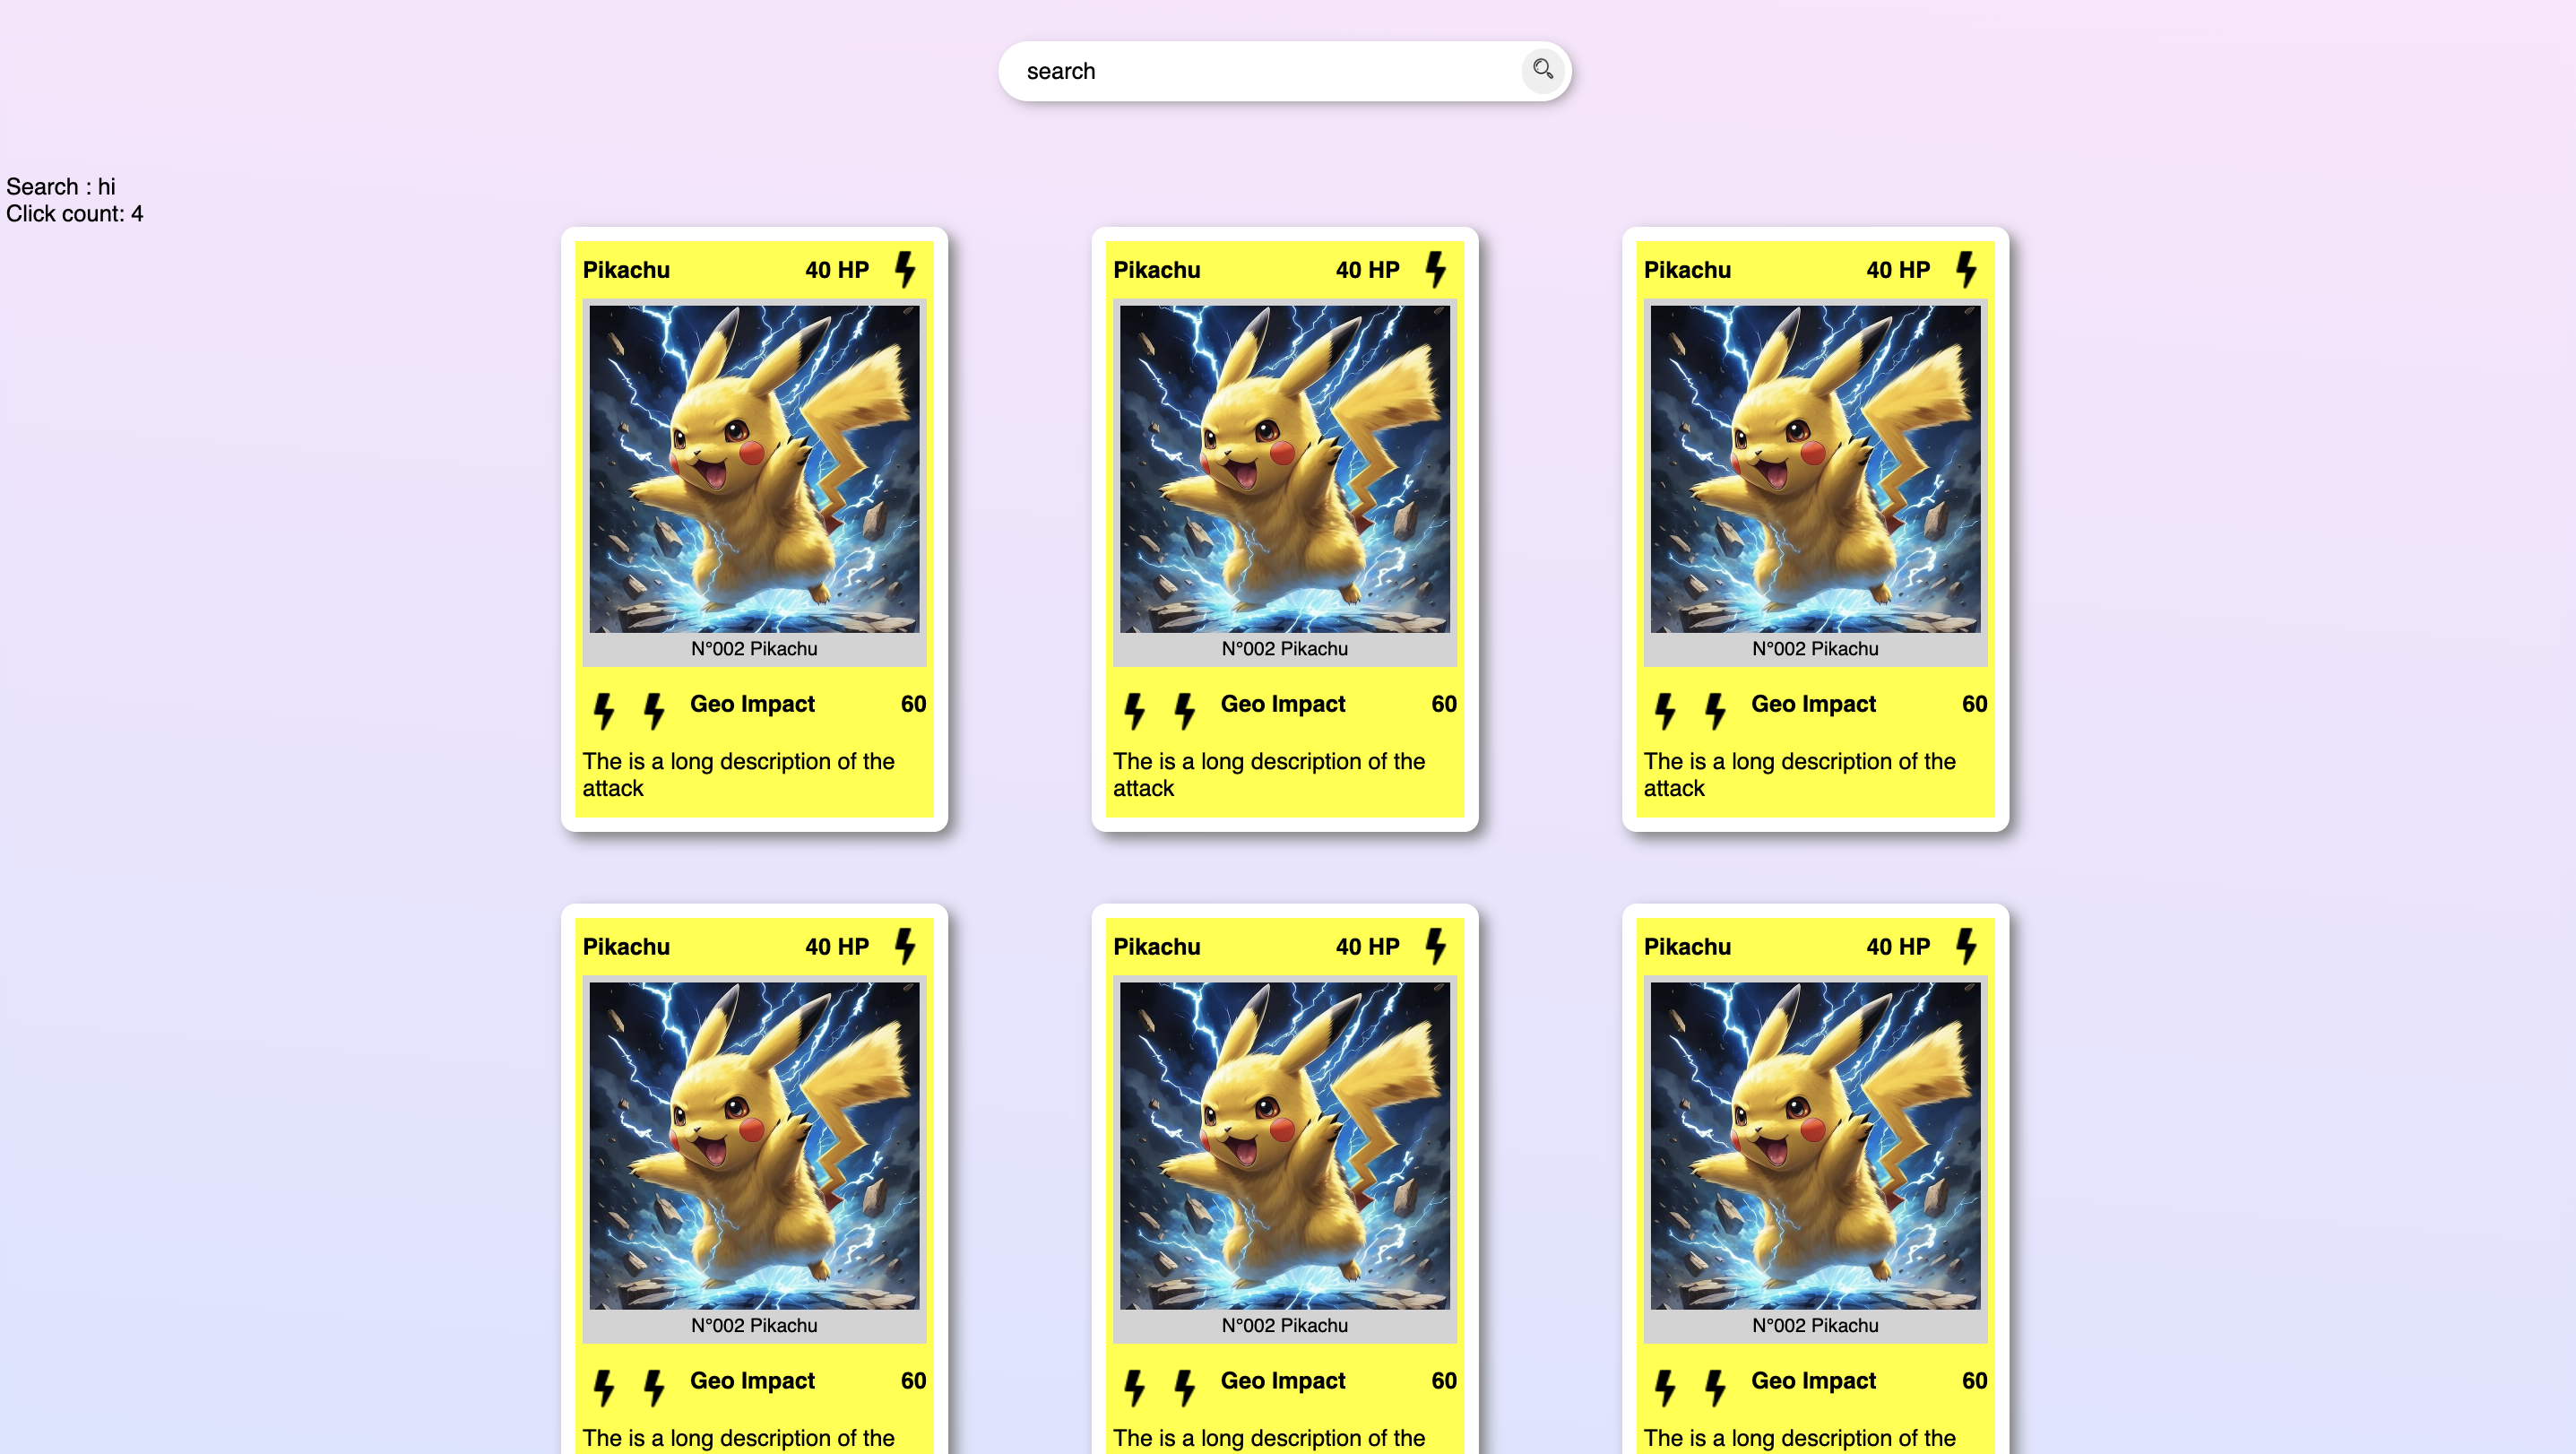 search
Search : hi
Click count: 4
Pikachu 40 HP
N°002 Pikachu
Geo Impact 60
The is a long description of the
attack
Pikachu 40 HP
N°002 Pikachu
Geo Impact 60
The is a long description of the
attack
Pikachu 40 HP
N°002 Pikachu
Geo Impact 60
The is a long description of the
attack
Pikachu 40 HP
N°002 Pikachu
Geo Impact 60
The is a long description of the
Pikachu 40 HP
N°002 Pikachu
Geo Impact 60
The is a long description of the
Pikachu 40 HP
N°002 Pikachu
Geo Impact 60
The is a long description of the